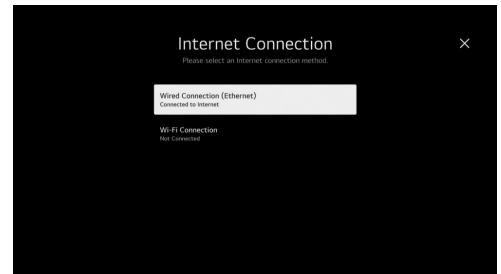 Internet Connection
Please select an Internet connection method.
Wired Connection (Ethernet)
Connected to Internet
Wi-Fi Connection
Not Connected